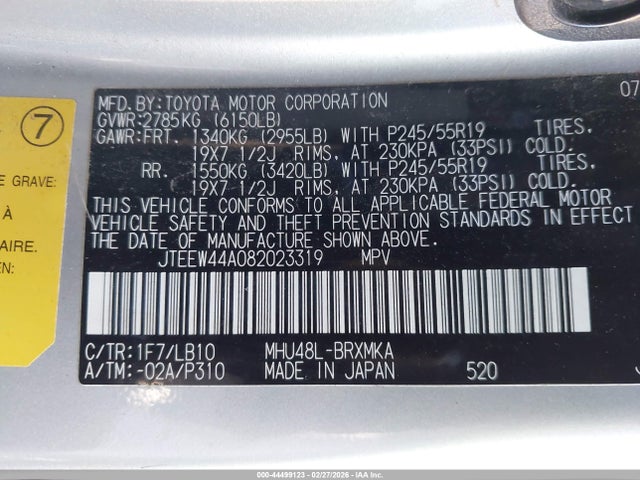 MFD. BY: TOYOTA MOTOR CORPORATION 07
GVWR: 2785KG (6150LB)
GAWR: FRT. 1340KG (2955LB) WITH P245/55R19 TIRES,
19X7 1/2J RIMS, AT 230KPA (33PSI) COLD.
RR. 1550KG (3420LB) WITH P245/55R19 TIRES,
19X7 1/2J RIMS, AT 230KPA (33PSI) COLD.
THIS VEHICLE CONFORMS TO ALL APPLICABLE FEDERAL MOTOR
VEHICLE SAFETY AND THEFT PREVENTION STANDARDS IN EFFECT
THE DATE OF MANUFACTURE SHOWN ABOVE.
JTEEW44A082023319 MPV
C/TR: 1F7/LB10 MHU48L-BRXMKA
A/TM: -02A/P310 MADE IN JAPAN 520
7
E GRAVE:
À
AIRE.
EN:
000-44499123 - 02/27/2026 - IAA Inc.